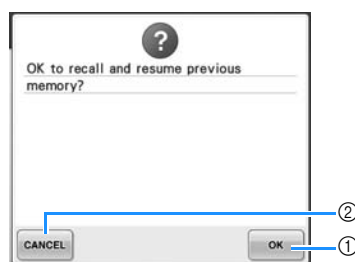 ?
OK to recall and resume previous
memory?
②
CANCEL
OK
①